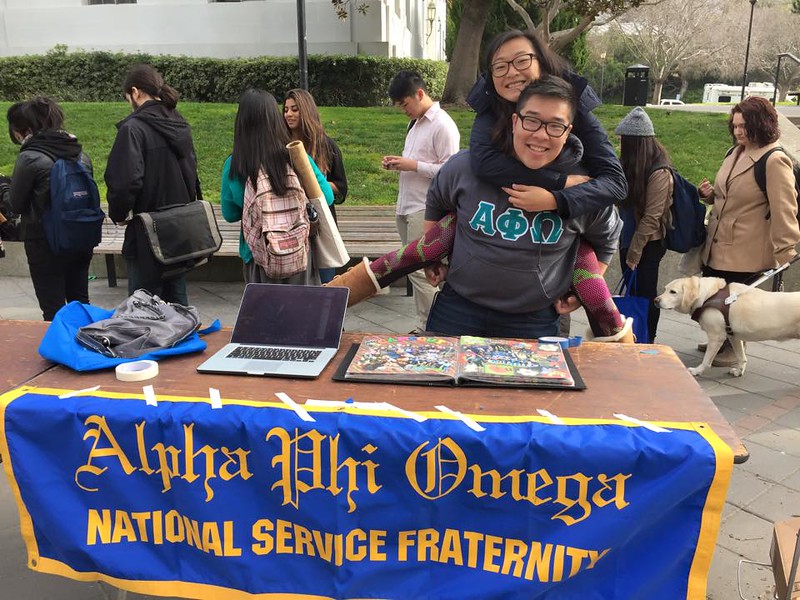 ΑΦΩ
Alpha Phi Omega
NATIONAL SERVICE FRATERNITY